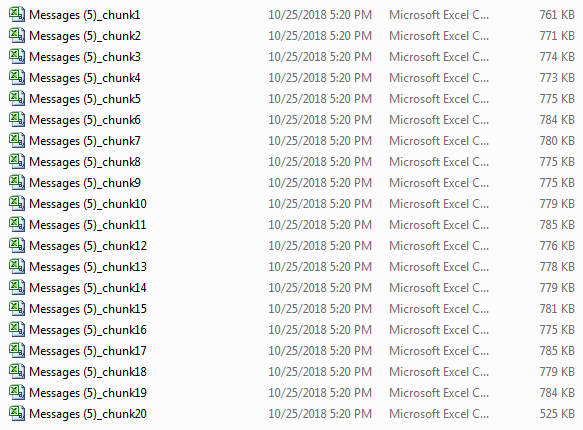 Messages (5)_chunk1 10/25/2018 5:20 PM Microsoft Excel C... 761 KB
Messages (5)_chunk2 10/25/2018 5:20 PM Microsoft Excel C... 771 KB
Messages (5)_chunk3 10/25/2018 5:20 PM Microsoft Excel C... 774 KB
Messages (5)_chunk4 10/25/2018 5:20 PM Microsoft Excel C... 773 KB
Messages (5)_chunk5 10/25/2018 5:20 PM Microsoft Excel C... 775 KB
Messages (5)_chunk6 10/25/2018 5:20 PM Microsoft Excel C... 784 KB
Messages (5)_chunk7 10/25/2018 5:20 PM Microsoft Excel C... 780 KB
Messages (5)_chunk8 10/25/2018 5:20 PM Microsoft Excel C... 775 KB
Messages (5)_chunk9 10/25/2018 5:20 PM Microsoft Excel C... 775 KB
Messages (5)_chunk10 10/25/2018 5:20 PM Microsoft Excel C... 779 KB
Messages (5)_chunk11 10/25/2018 5:20 PM Microsoft Excel C... 785 KB
Messages (5)_chunk12 10/25/2018 5:20 PM Microsoft Excel C... 776 KB
Messages (5)_chunk13 10/25/2018 5:20 PM Microsoft Excel C... 778 KB
Messages (5)_chunk14 10/25/2018 5:20 PM Microsoft Excel C... 779 KB
Messages (5)_chunk15 10/25/2018 5:20 PM Microsoft Excel C... 781 KB
Messages (5)_chunk16 10/25/2018 5:20 PM Microsoft Excel C... 775 KB
Messages (5)_chunk17 10/25/2018 5:20 PM Microsoft Excel C... 785 KB
Messages (5)_chunk18 10/25/2018 5:20 PM Microsoft Excel C... 779 KB
Messages (5)_chunk19 10/25/2018 5:20 PM Microsoft Excel C... 784 KB
Messages (5)_chunk20 10/25/2018 5:20 PM Microsoft Excel C... 525 KB